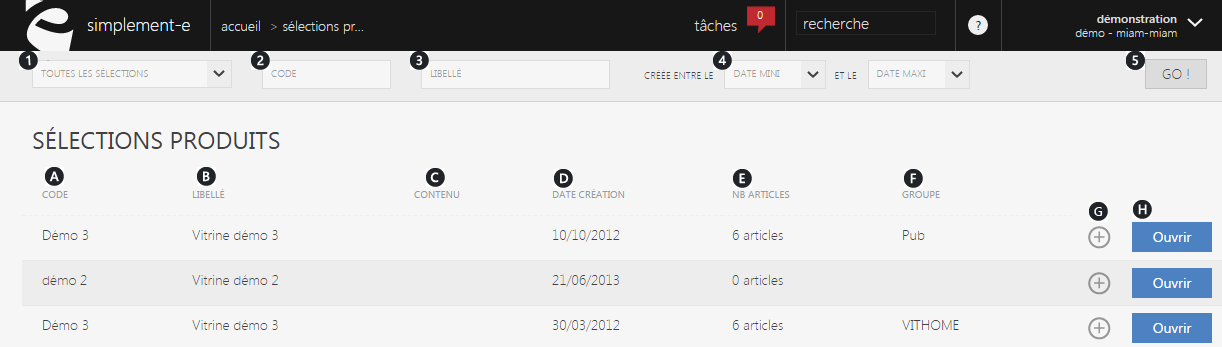 simplement-e accueil > sélections pr... tâches 0 recherche ? démonstration
démo - miam-miam
1 TOUTES LES SÉLECTIONS 2 CODE 3 LIBELLÉ CRÉÉE ENTRE LE 4 DATE MINI ET LE DATE MAXI 5 GO !
SÉLECTIONS PRODUITS
A B C D E F
CODE LIBELLÉ CONTENU DATE CRÉATION NB ARTICLES GROUPE
G H
Démo 3 Vitrine démo 3 10/10/2012 6 articles Pub Ouvrir
démo 2 Vitrine démo 2 21/06/2013 0 articles Ouvrir
Démo 3 Vitrine démo 3 30/03/2012 6 articles VITHOME Ouvrir